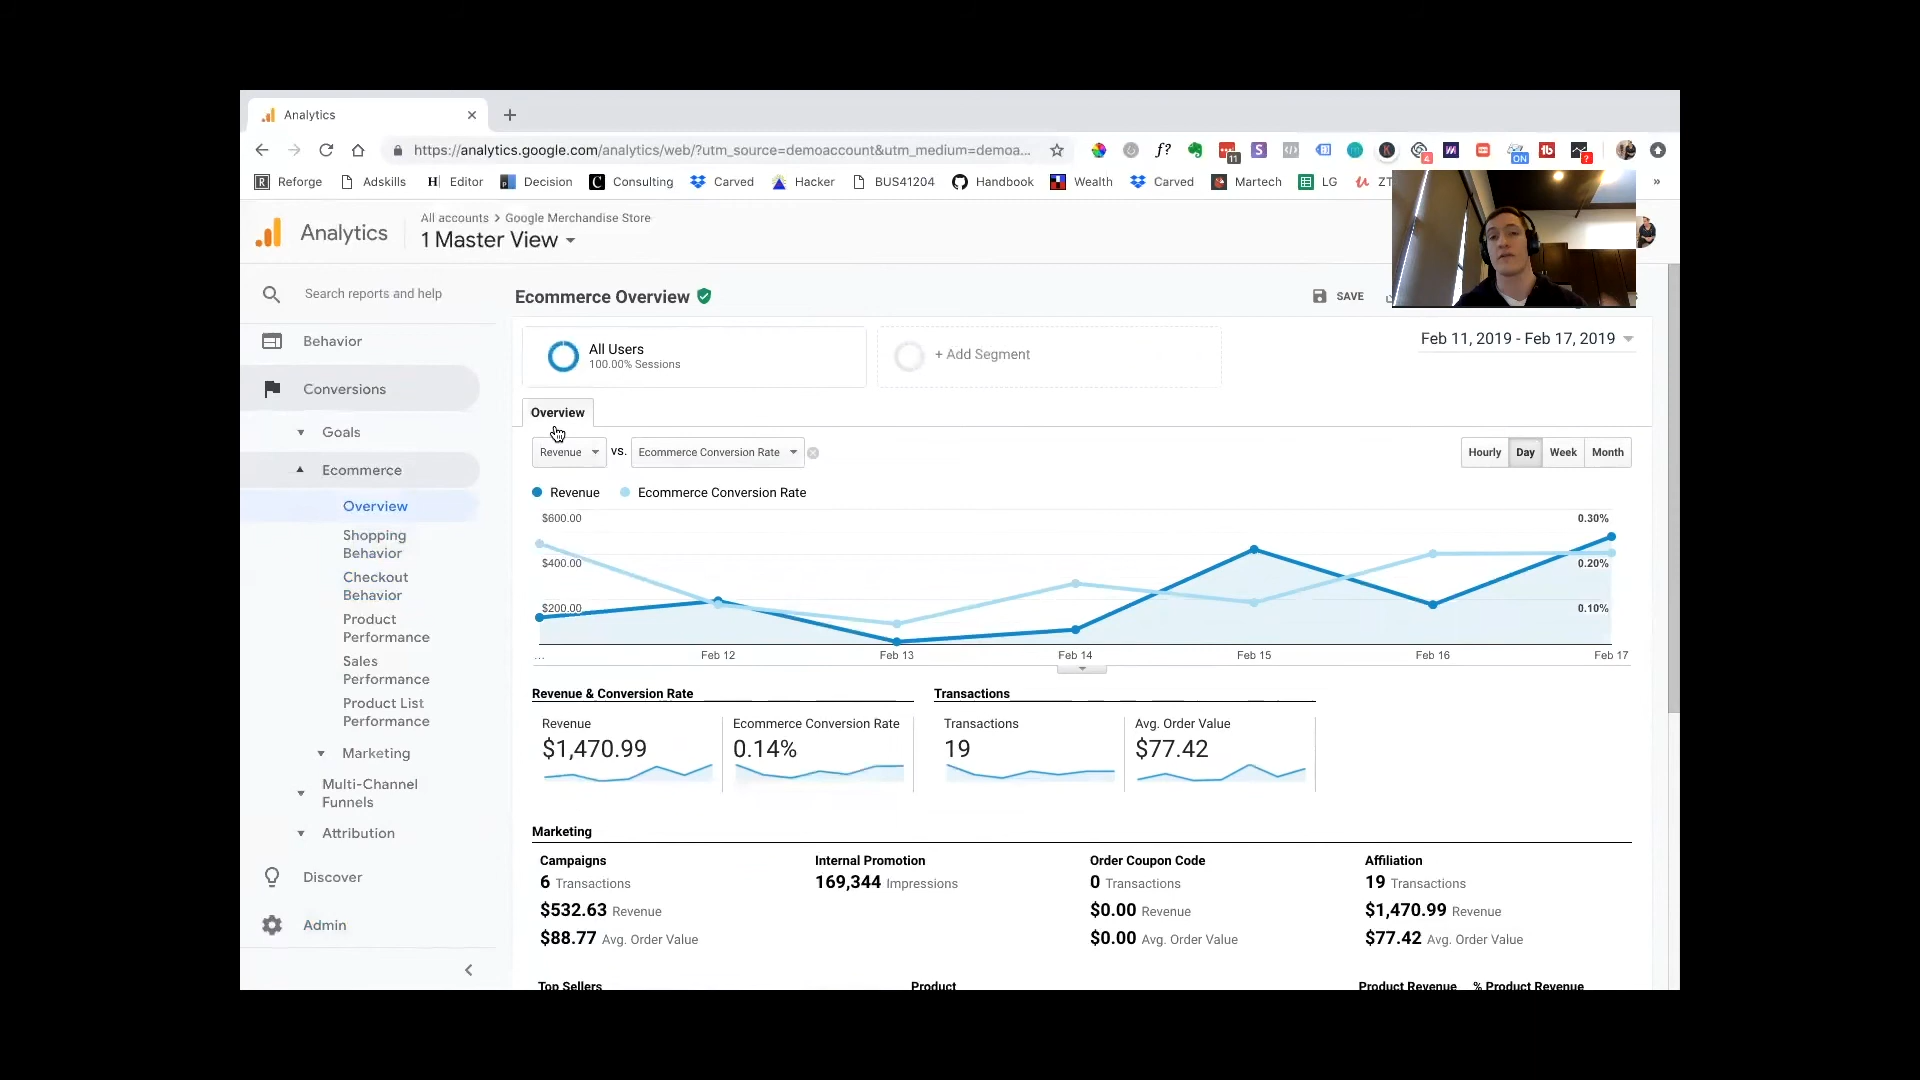 Analytics
https://analytics.google.com/analytics/web/?utm_source=demoaccount&utm_medium=demoa...
f?
11
S
K
4
ON
?
R Reforge Adskills H Editor Decision C Consulting Carved Hacker BUS41204 Handbook Wealth Carved Martech LG ZT »
Analytics
All accounts > Google Merchandise Store
1 Master View
Search reports and help
Behavior
Conversions
Goals
Ecommerce
Overview
Shopping
Behavior
Checkout
Behavior
Product
Performance
Sales
Performance
Product List
Performance
Marketing
Multi-Channel
Funnels
Attribution
Discover
Admin
Ecommerce Overview
SAVE
All Users
100.00% Sessions
+ Add Segment
Feb 11, 2019 - Feb 17, 2019
Overview
Revenue vs. Ecommerce Conversion Rate
Hourly Day Week Month
Revenue Ecommerce Conversion Rate
$600.00 0.30%
$400.00 0.20%
$200.00 0.10%
... Feb 12 Feb 13 Feb 14 Feb 15 Feb 16 Feb 17
Revenue & Conversion Rate
Revenue
$1,470.99
Ecommerce Conversion Rate
0.14%
Transactions
Transactions
19
Avg. Order Value
$77.42
Marketing
Campaigns
6 Transactions
$532.63 Revenue
$88.77 Avg. Order Value
Internal Promotion
169,344 Impressions
Order Coupon Code
0 Transactions
$0.00 Revenue
$0.00 Avg. Order Value
Affiliation
19 Transactions
$1,470.99 Revenue
$77.42 Avg. Order Value
Top Sellers Product Product Revenue % Product Revenue